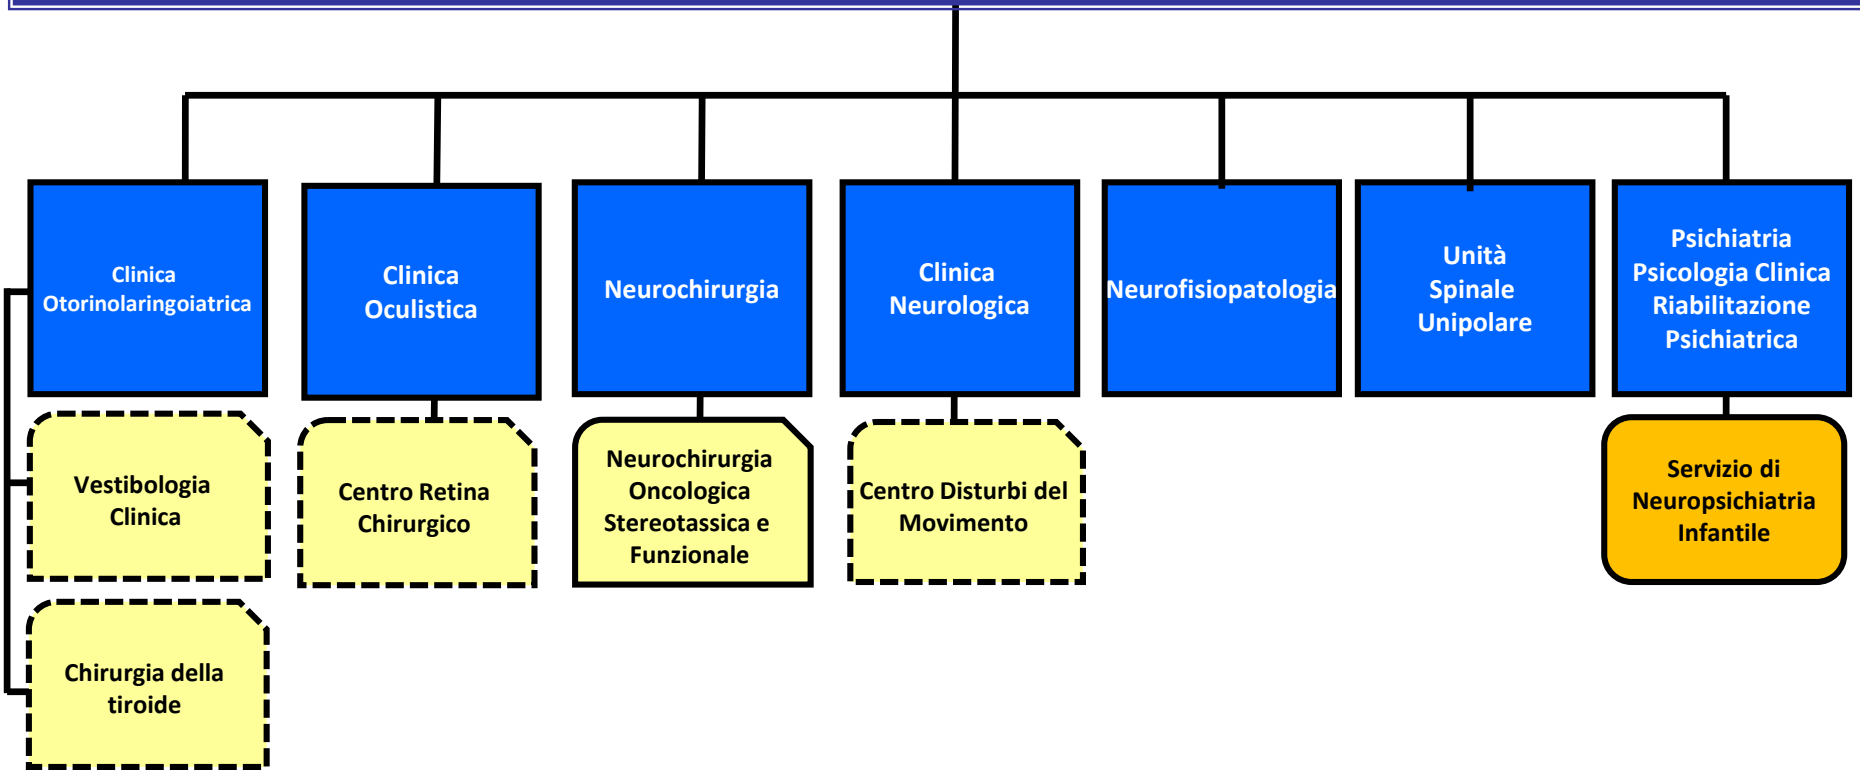 Clinica
Otorinolaringoiatrica
Clinica
Oculistica
Neurochirurgia
Clinica
Neurologica
Neurofisiopatologia
Unità
Spinale
Unipolare
Psichiatria
Psicologia Clinica
Riabilitazione
Psichiatrica
Vestibologia
Clinica
Centro Retina
Chirurgico
Neurochirurgia
Oncologica
Stereotassica e
Funzionale
Centro Disturbi del
Movimento
Servizio di
Neuropsichiatria
Infantile
Chirurgia della
tiroide